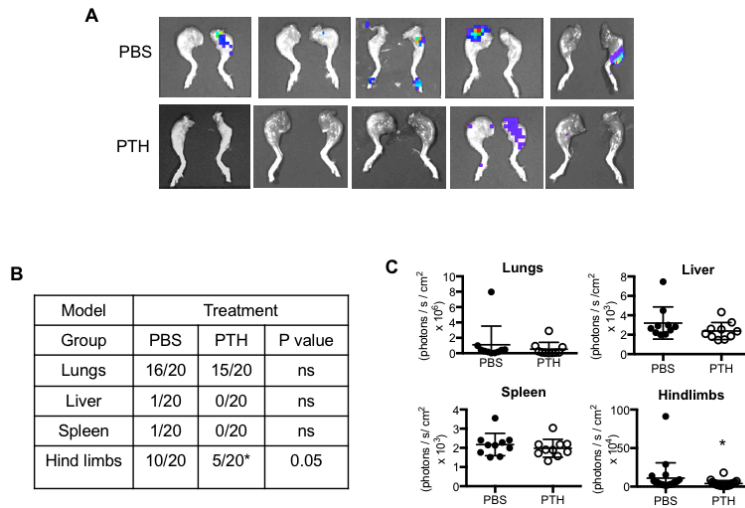 A
PBS
PTH
B
Model Treatment
Group PBS PTH P value
Lungs 16/20 15/20 ns
Liver 1/20 0/20 ns
Spleen 1/20 0/20 ns
Hind limbs 10/20 5/20* 0.05
C
Lungs
(photons / s / cm²
x 10⁶)
10
8
6
4
2
0
PBS PTH
Liver
(photons / s / cm²
x 10³)
8
6
4
2
0
PBS PTH
Spleen
(photons / s/ cm²
x 10³)
4
3
2
1
0
PBS PTH
Hindlimbs
(photons / s/ cm²
x 10⁴)
100
50
0
*
PBS PTH